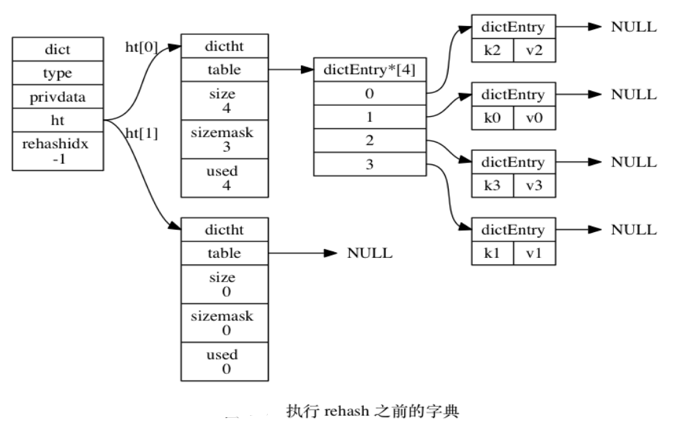 dict
type
privdata
ht
rehashidx
-1
ht[0]
ht[1]
dictht
table
size
4
sizemask
3
used
4
dictht
table
size
0
sizemask
0
used
0
NULL
dictEntry*[4]
0
1
2
3
dictEntry
k2 v2
NULL
dictEntry
k0 v0
NULL
dictEntry
k3 v3
NULL
dictEntry
k1 v1
NULL
执行 rehash 之前的字典